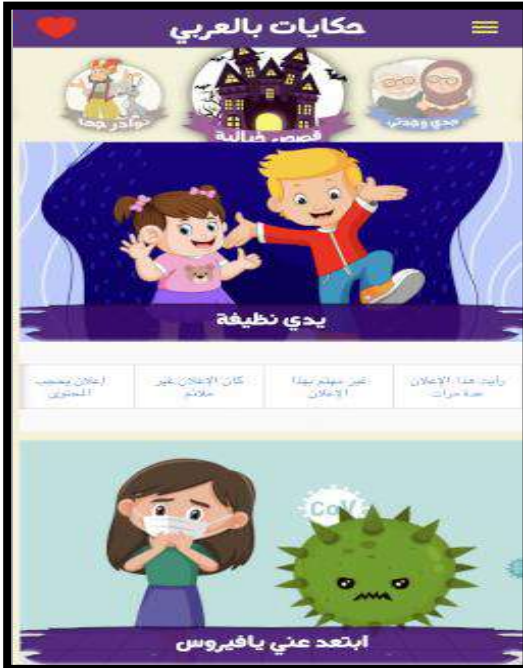 حكايات بالعربي
جدي وجدتي
قصص خيالية
نوادر جحا
يدي نظيفة
رأيت هذا الإعلان
عدة مرات
غير مهتم بهذا
الإعلان
كان الإعلان غير
ملائم
إعلان يحجب
المحتوى
CoV
ابتعد عني يافيروس